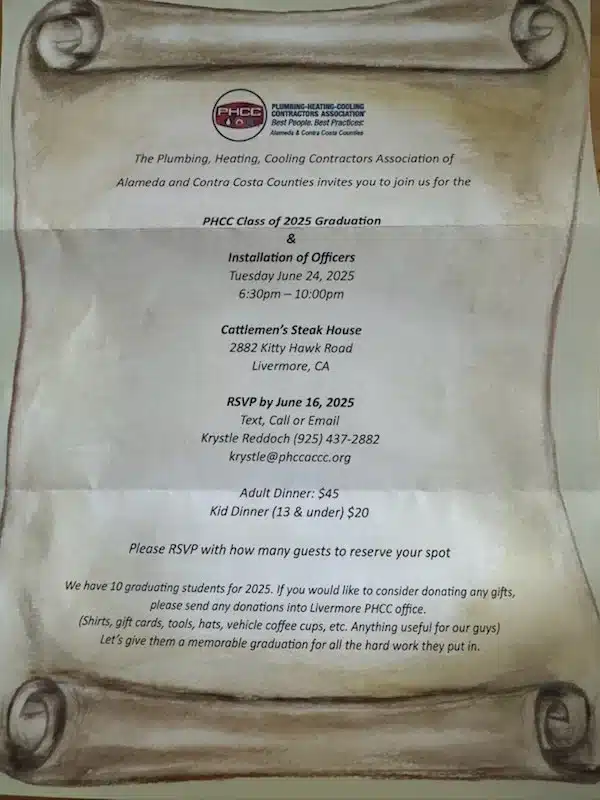 PHCC
PLUMBING-HEATING-COOLING
CONTRACTORS ASSOCIATION
Best People. Best Practices.
Alameda & Contra Costa Counties
The Plumbing, Heating, Cooling Contractors Association of
Alameda and Contra Costa Counties invites you to join us for the
PHCC Class of 2025 Graduation
&
Installation of Officers
Tuesday June 24, 2025
6:30pm – 10:00pm
Cattlemen's Steak House
2882 Kitty Hawk Road
Livermore, CA
RSVP by June 16, 2025
Text, Call or Email
Krystle Reddoch (925) 437-2882
krystle@phccaccc.org
Adult Dinner: $45
Kid Dinner (13 & under) $20
Please RSVP with how many guests to reserve your spot
We have 10 graduating students for 2025. If you would like to consider donating any gifts,
please send any donations into Livermore PHCC office.
(Shirts, gift cards, tools, hats, vehicle coffee cups, etc. Anything useful for our guys)
Let's give them a memorable graduation for all the hard work they put in.